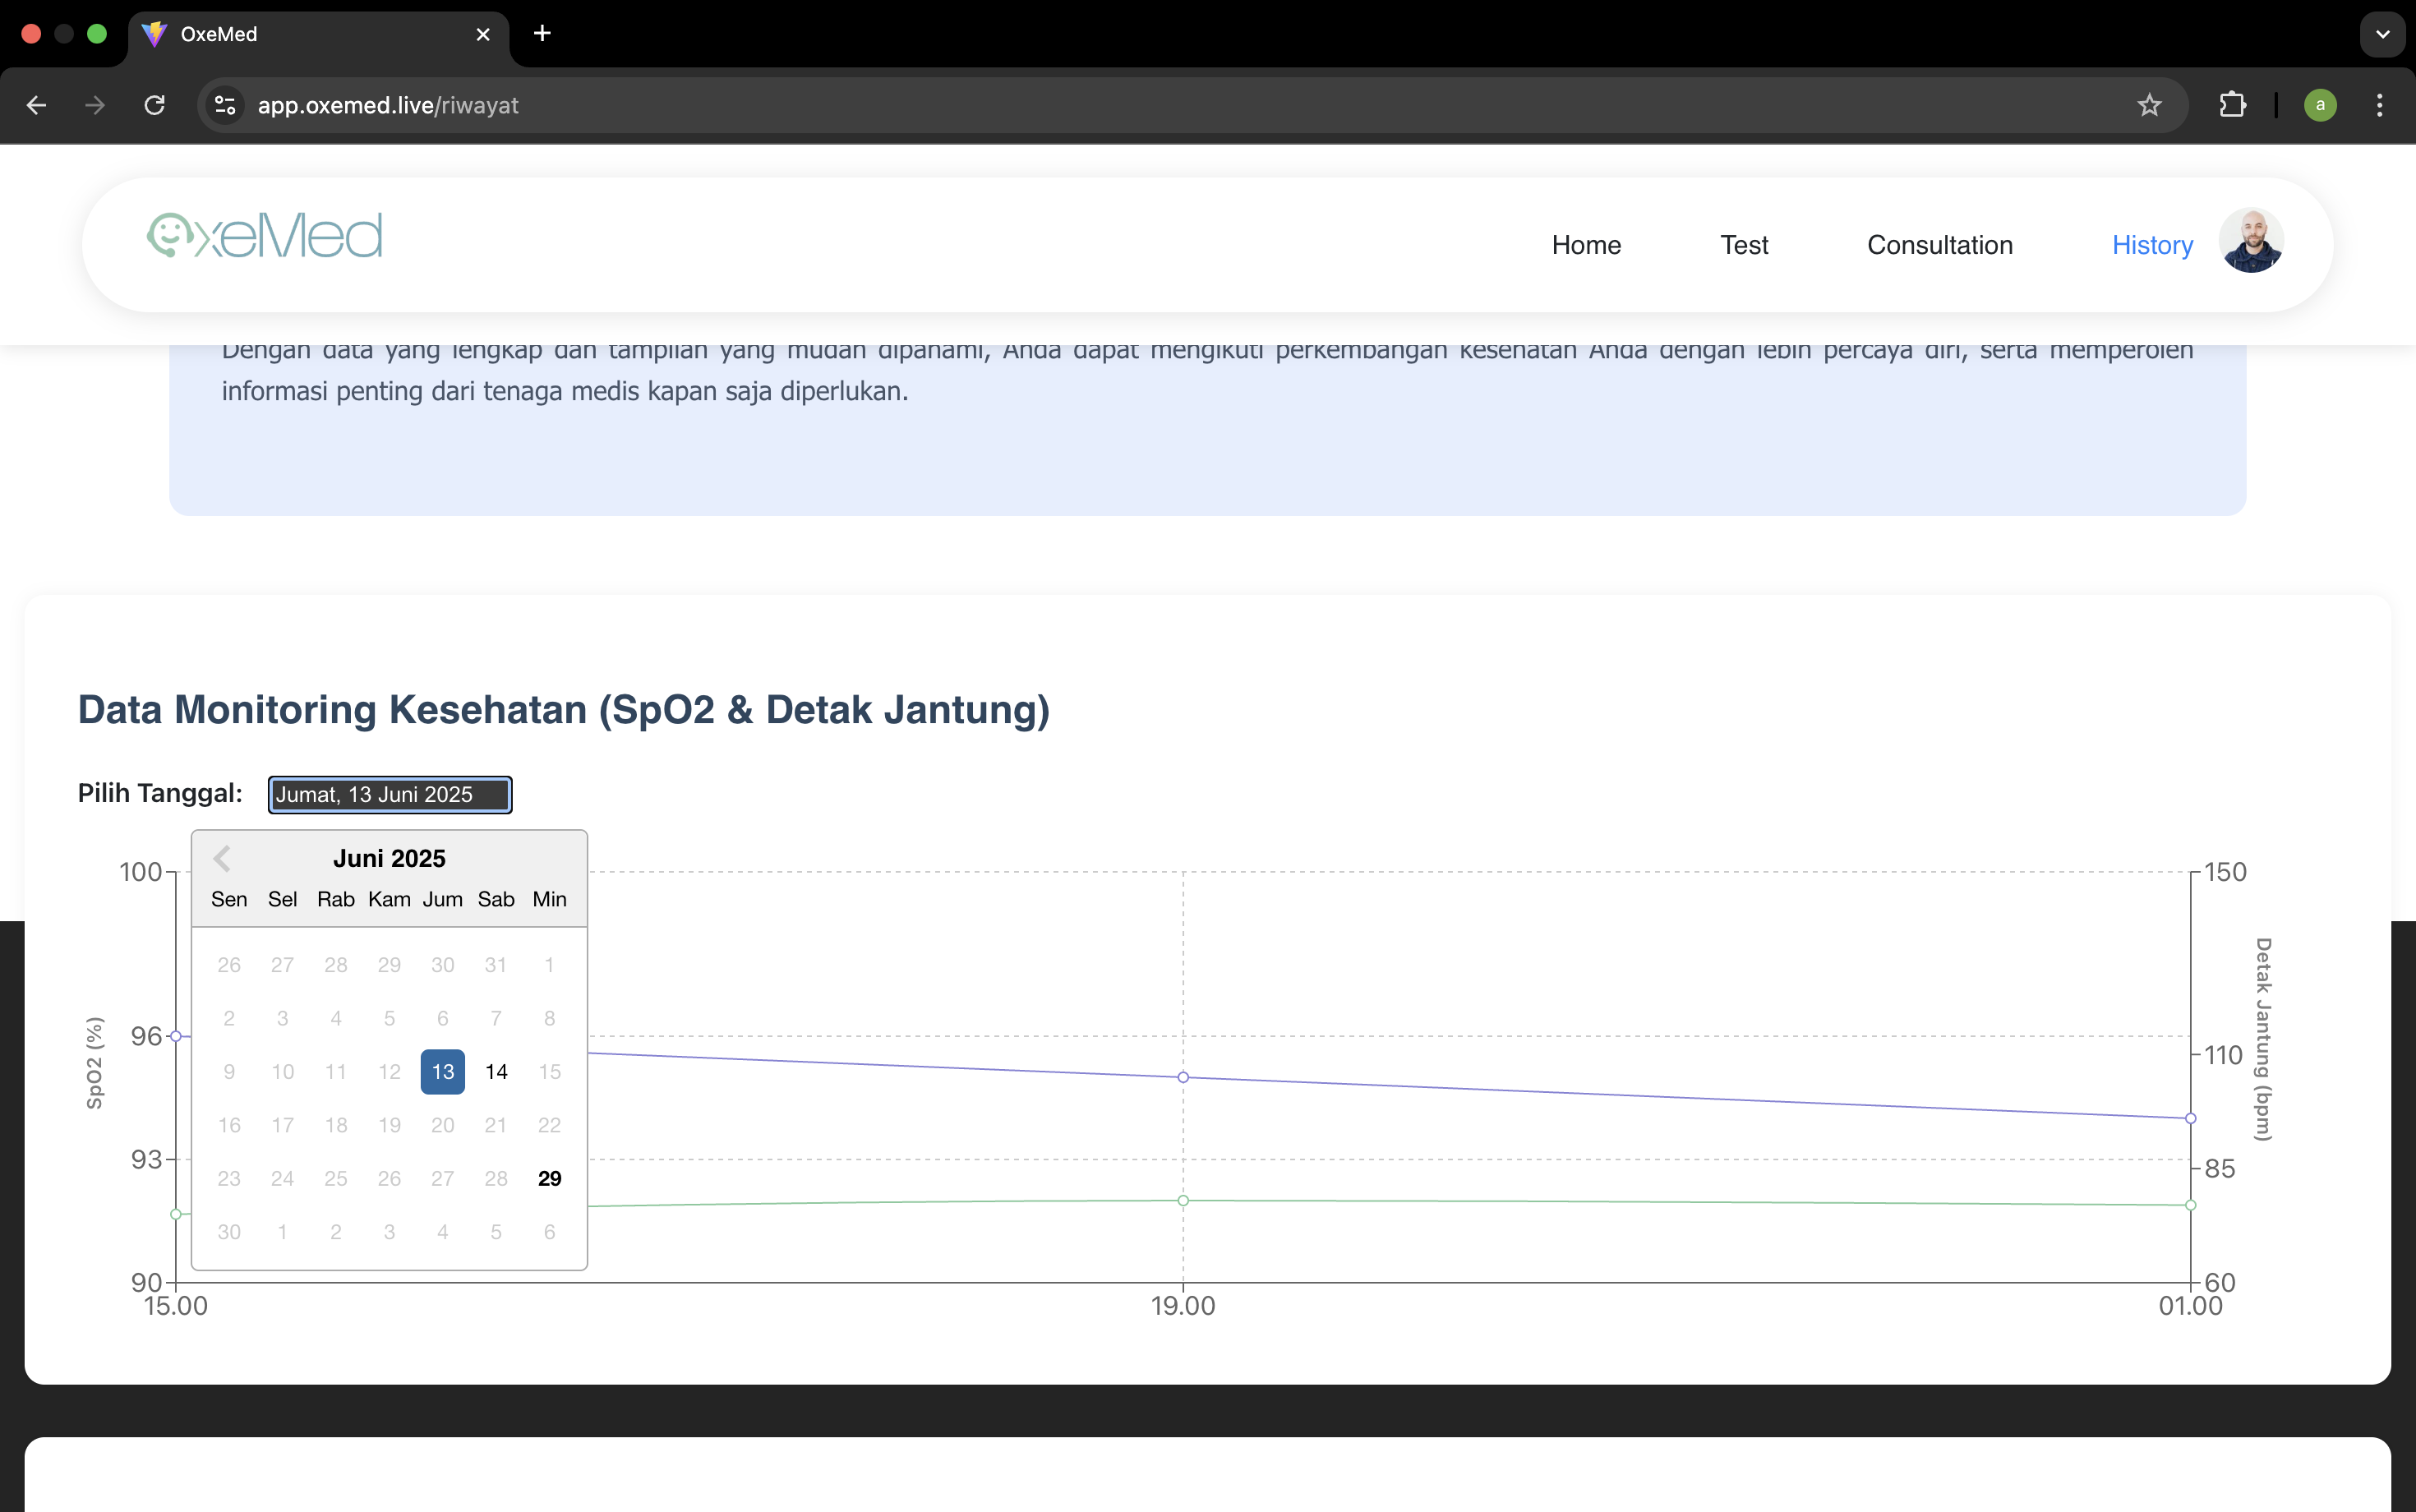 OxeMed
app.oxemed.live/riwayat
a
OxeMed
Home Test Consultation History
Dengan data yang lengkap dan tampilan yang mudah dipahami, Anda dapat mengikuti perkembangan kesehatan Anda dengan lebih percaya diri, serta memperoleh
informasi penting dari tenaga medis kapan saja diperlukan.
Data Monitoring Kesehatan (SpO2 & Detak Jantung)
Pilih Tanggal: Jumat, 13 Juni 2025
Juni 2025
Sen Sel Rab Kam Jum Sab Min
26 27 28 29 30 31 1
2 3 4 5 6 7 8
9 10 11 12 13 14 15
16 17 18 19 20 21 22
23 24 25 26 27 28 29
30 1 2 3 4 5 6
SpO2 (%)
100
96
93
90
15.00 19.00 01.00
150
110
85
60
Detak Jantung (bpm)